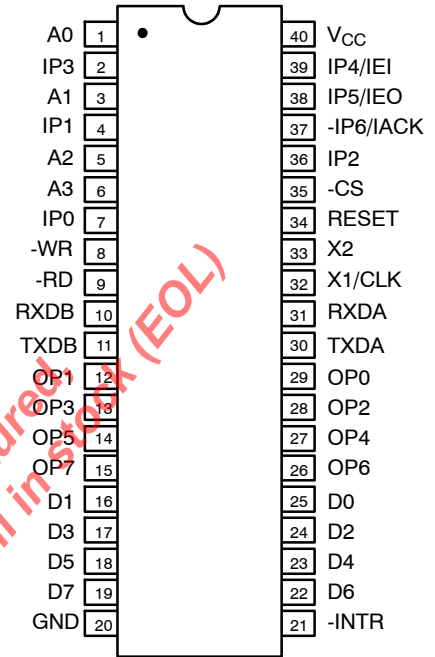 A0 1 40 VCC
IP3 2 39 IP4/IEI
A1 3 38 IP5/IEO
IP1 4 37 -IP6/IACK
A2 5 36 IP2
A3 6 35 -CS
IP0 7 34 RESET
-WR 8 33 X2
-RD 9 32 X1/CLK
RXDB 10 31 RXDA
TXDB 11 30 TXDA
OP1 12 29 OP0
OP3 13 28 OP2
OP5 14 27 OP4
OP7 15 26 OP6
D1 16 25 D0
D3 17 24 D2
D5 18 23 D4
D7 19 22 D6
GND 20 21 -INTR
in stock (EOL)